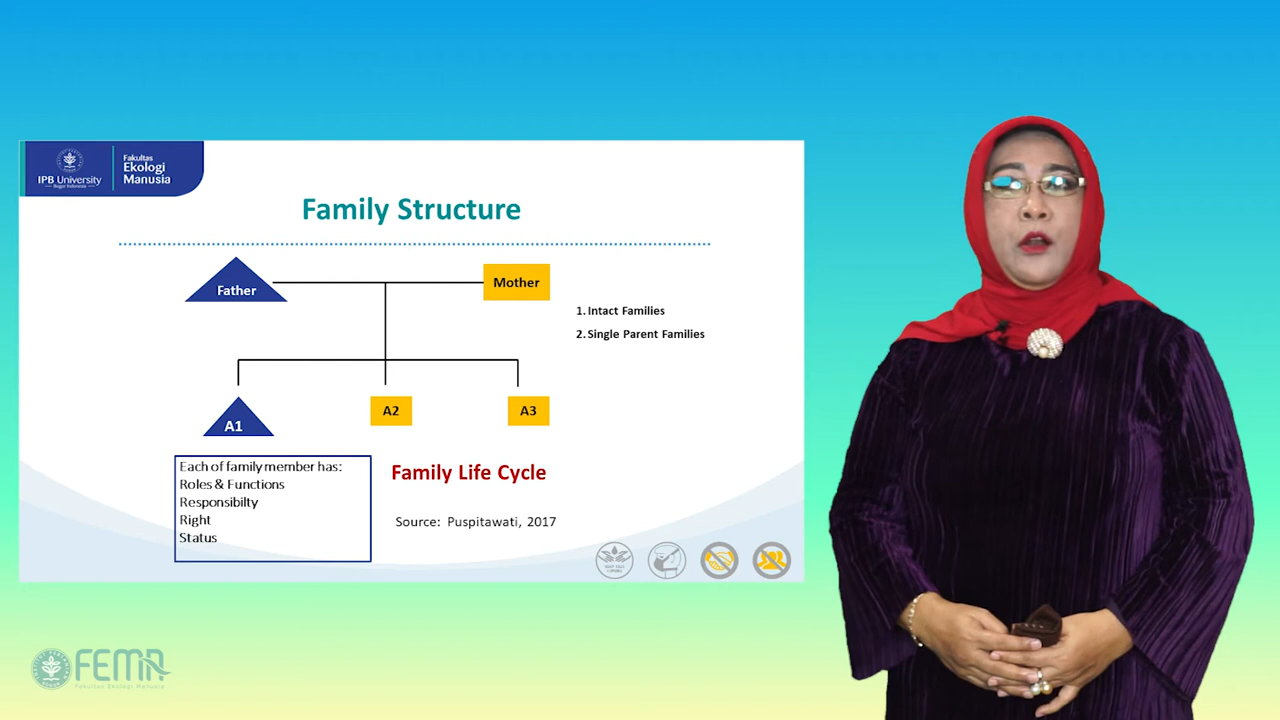 IPB University
Bogor Indonesia
Fakultas
Ekologi
Manusia
Family Structure
Father
Mother
1. Intact Families
2. Single Parent Families
A1
A2
A3
Each of family member has:
Roles & Functions
Responsibilty
Right
Status
Family Life Cycle
Source: Puspitawati, 2017
FEMA
Fakultas Ekologi Manusia